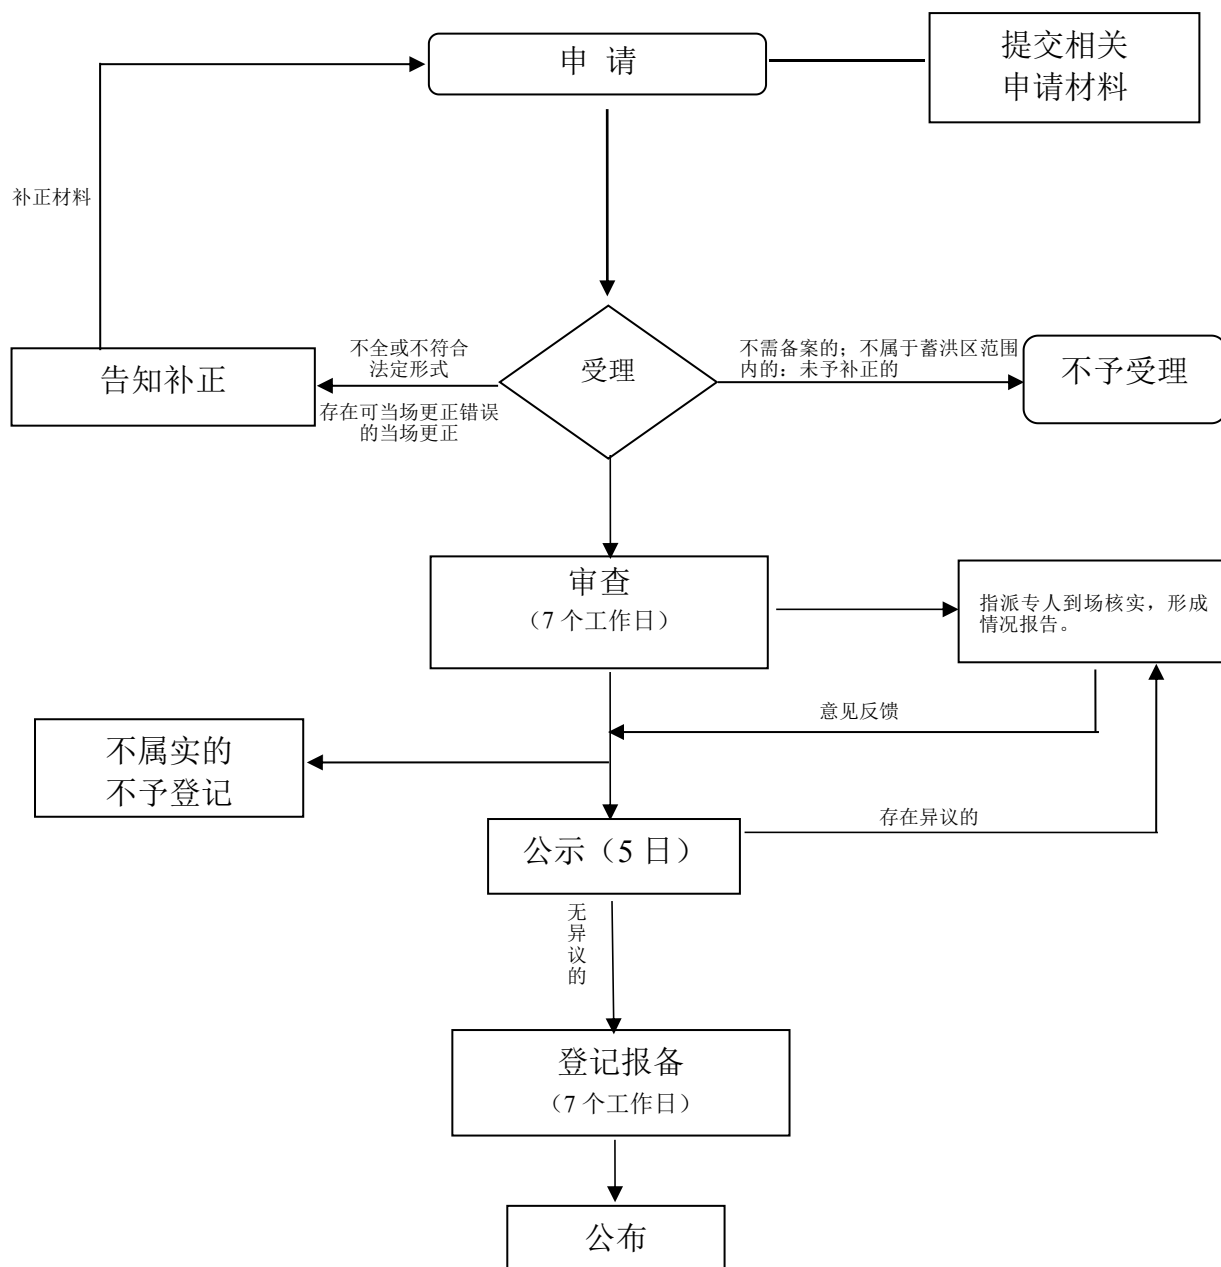 申 请
提交相关
申请材料
补正材料
受理
不全或不符合
法定形式
存在可当场更正错误
的当场更正
告知补正
不需备案的；不属于蓄洪区范围
内的：未予补正的
不予受理
审查
（7 个工作日）
指派专人到场核实，形成
情况报告。
意见反馈
不属实的
不予登记
公示（5 日）
存在异议的
无
异
议
的
登记报备
（7 个工作日）
公布